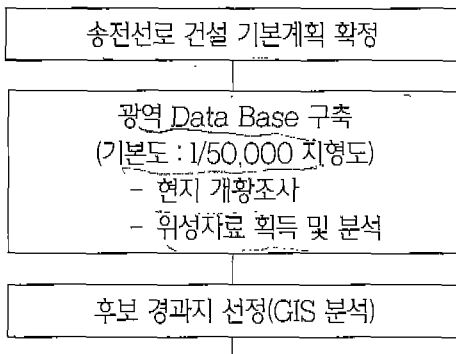 송전선로 건설 기본계획 확정
광역 Data Base 구축
(기본도 : 1/50,000 지형도)
- 현지 개황조사
- 위성자료 획득 및 분석
후보 경과지 선정(GIS 분석)